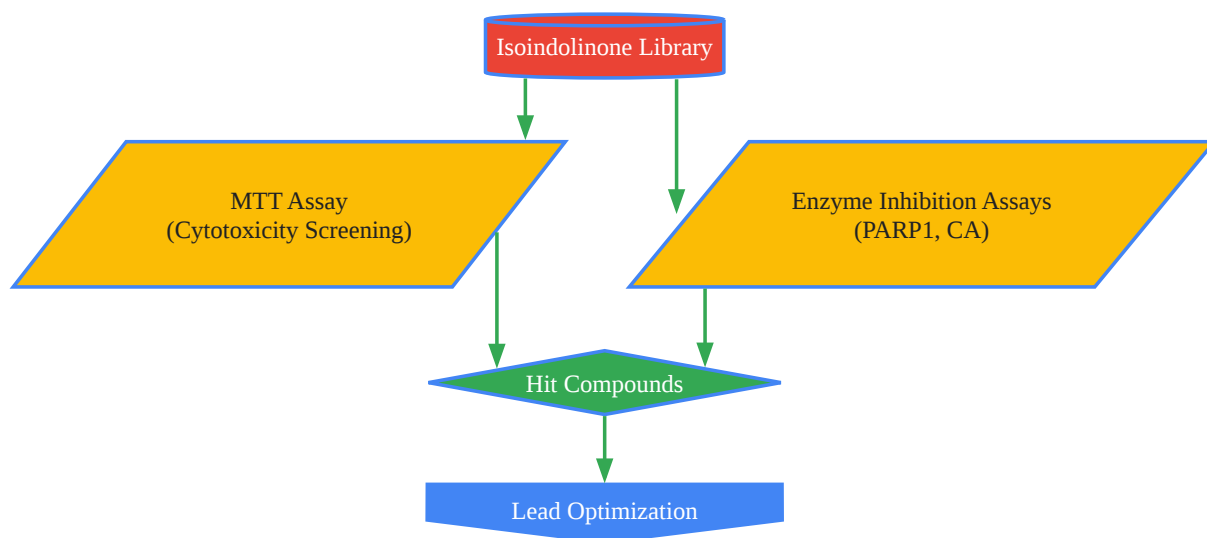 Isoindolinone Library
MTT Assay
(Cytotoxicity Screening)
Enzyme Inhibition Assays
(PARP1, CA)
Hit Compounds
Lead Optimization